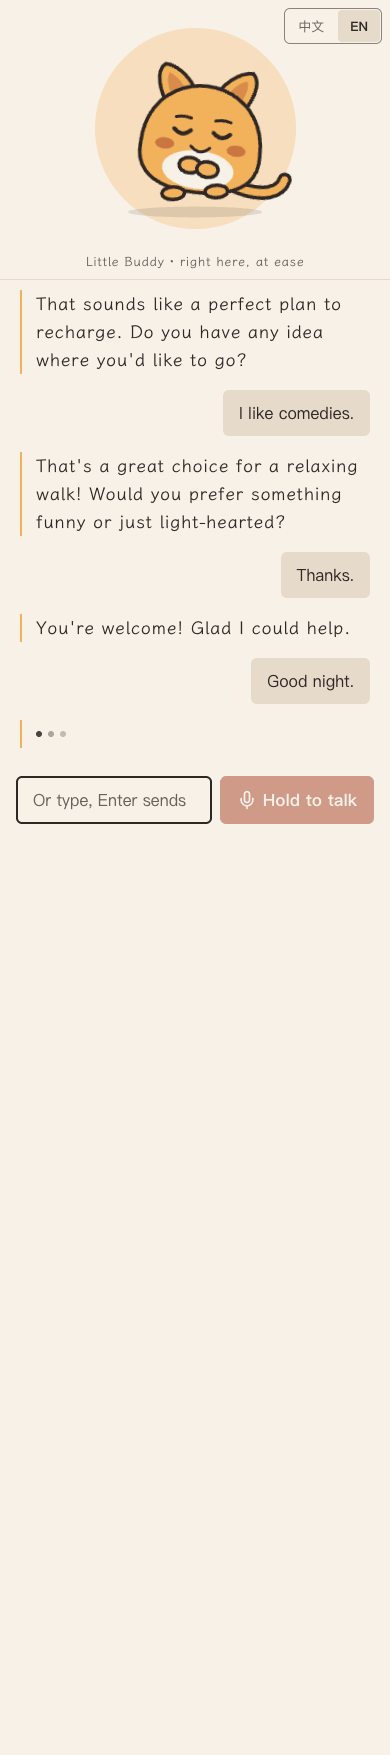 中文 EN
Little Buddy • right here, at ease
That sounds like a perfect plan to
recharge. Do you have any idea
where you'd like to go?
I like comedies.
That's a great choice for a relaxing
walk! Would you prefer something
funny or just light-hearted?
Thanks.
You're welcome! Glad I could help.
Good night.
Or type, Enter sends
Hold to talk